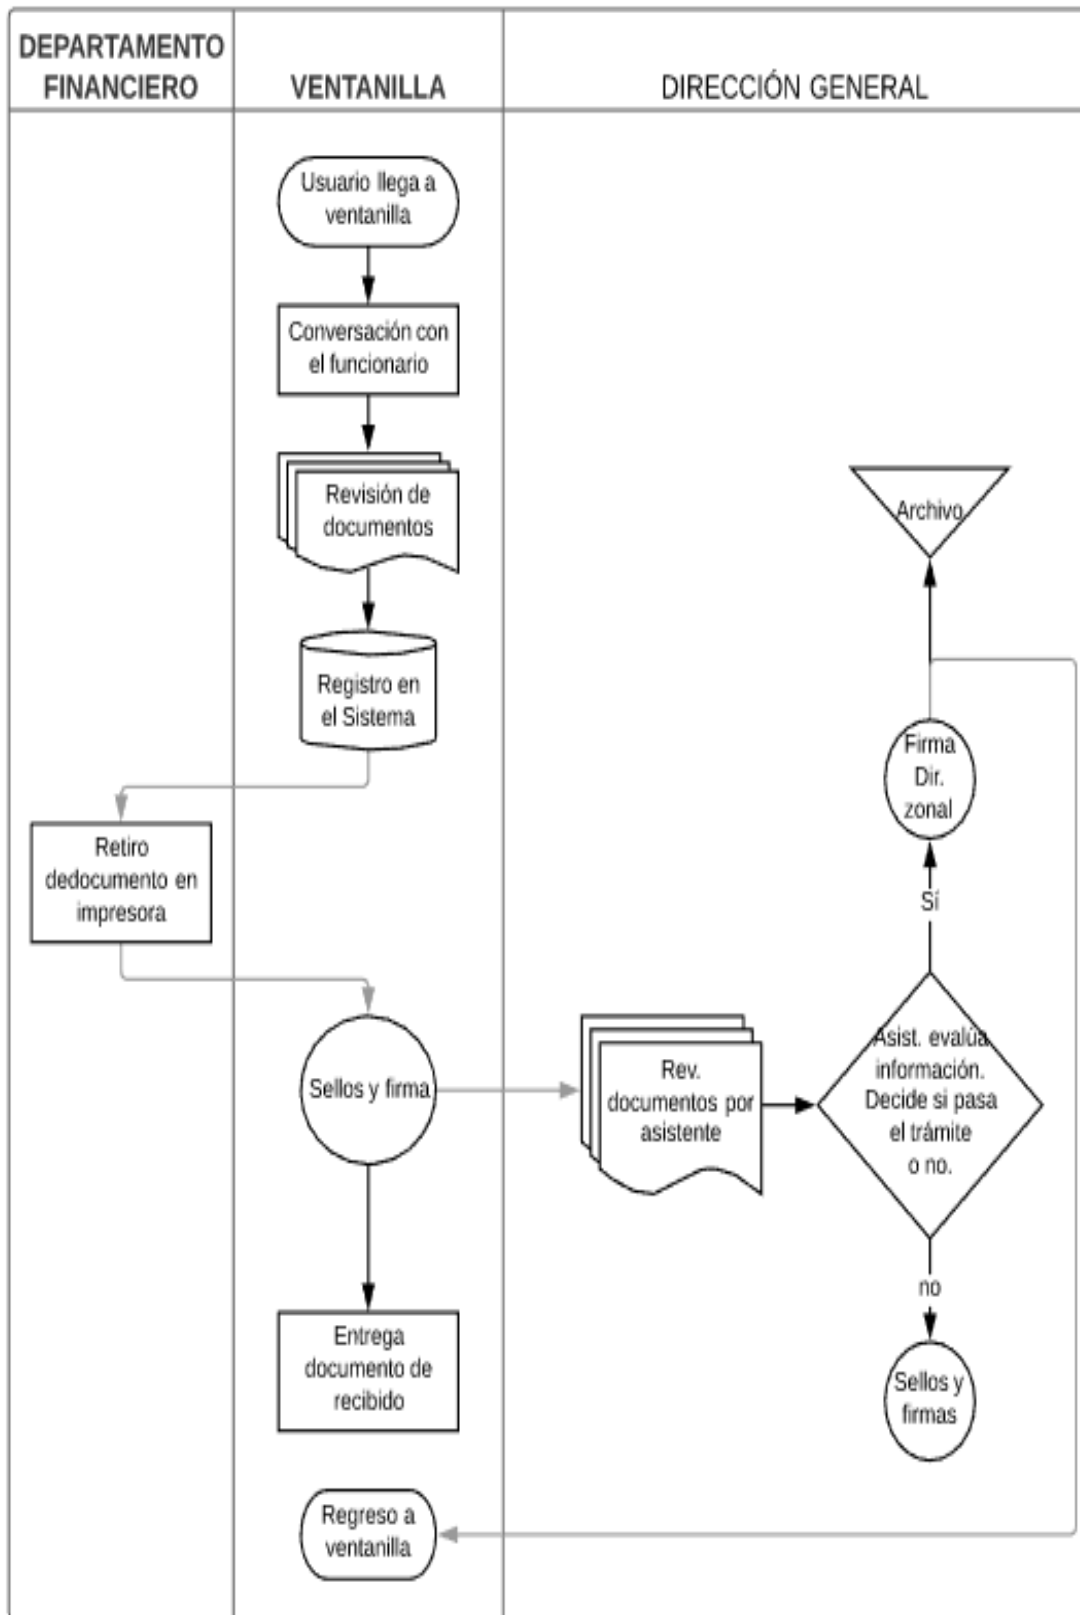 DEPARTAMENTO
FINANCIERO
VENTANILLA
DIRECCIÓN GENERAL
Usuario llega a
ventanilla
Conversación con
el funcionario
Revisión de
documentos
Registro en
el Sistema
Retiro
dedocumento en
impresora
Sellos y firma
Entrega
documento de
recibido
Regreso a
ventanilla
Rev.
documentos por
asistente
Asist. evalúa
información.
Decide si pasa
el trámite
o no.
Sí
Firma
Dir.
zonal
Archivo
no
Sellos y
firmas